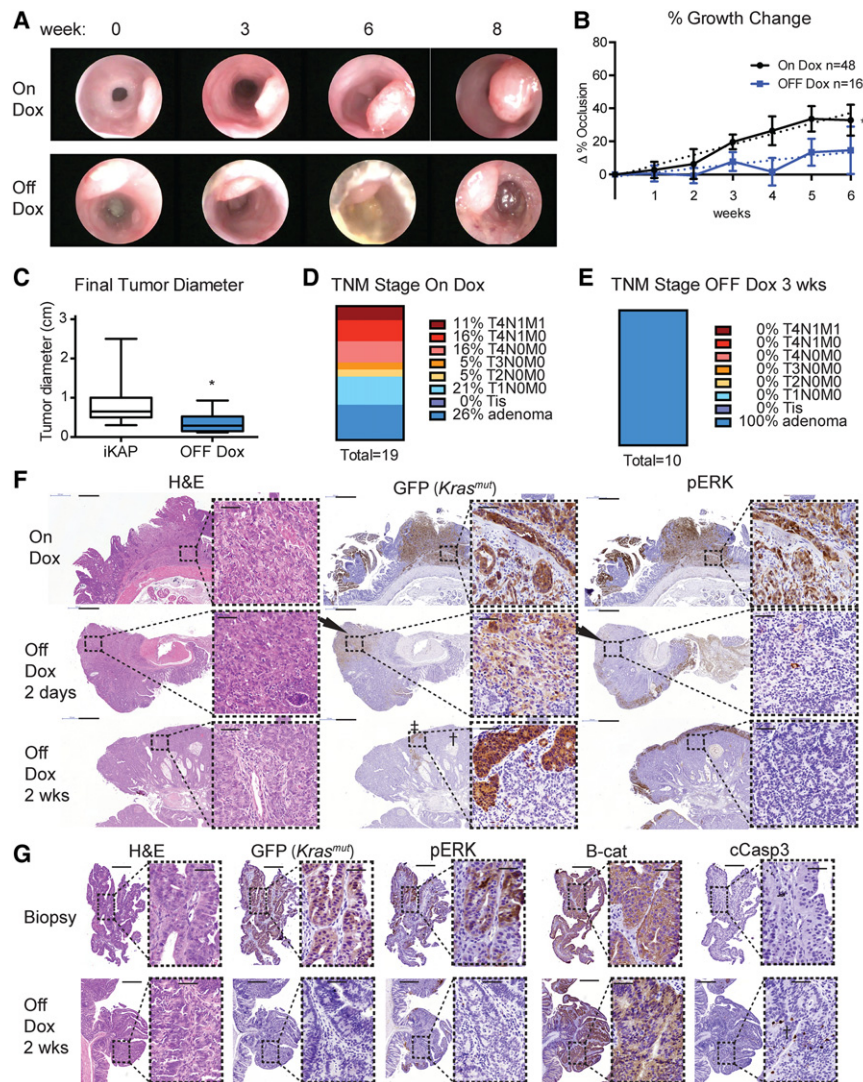 A
week: 0 3 6 8
On
Dox
Off
Dox
B
% Growth Change
On Dox n=48
OFF Dox n=16
80
60
40
20
0
Δ % Occlusion
1 2 3 4 5 6
weeks
*
C
Final Tumor Diameter
Tumor diameter (cm)
3
2
1
0
*
iKAP OFF Dox
D
TNM Stage On Dox
11% T4N1M1
16% T4N1M0
16% T4N0M0
5% T3N0M0
5% T2N0M0
21% T1N0M0
0% Tis
26% adenoma
Total=19
E
TNM Stage OFF Dox 3 wks
0% T4N1M1
0% T4N1M0
0% T4N0M0
0% T3N0M0
0% T2N0M0
0% T1N0M0
0% Tis
100% adenoma
Total=10
F
H&E GFP (Kras^mut) pERK
On
Dox
Off
Dox
2 days
Off
Dox
2 wks
‡ †
G
H&E GFP (Kras^mut) pERK B-cat cCasp3
Biopsy
Off
Dox
2 wks
†